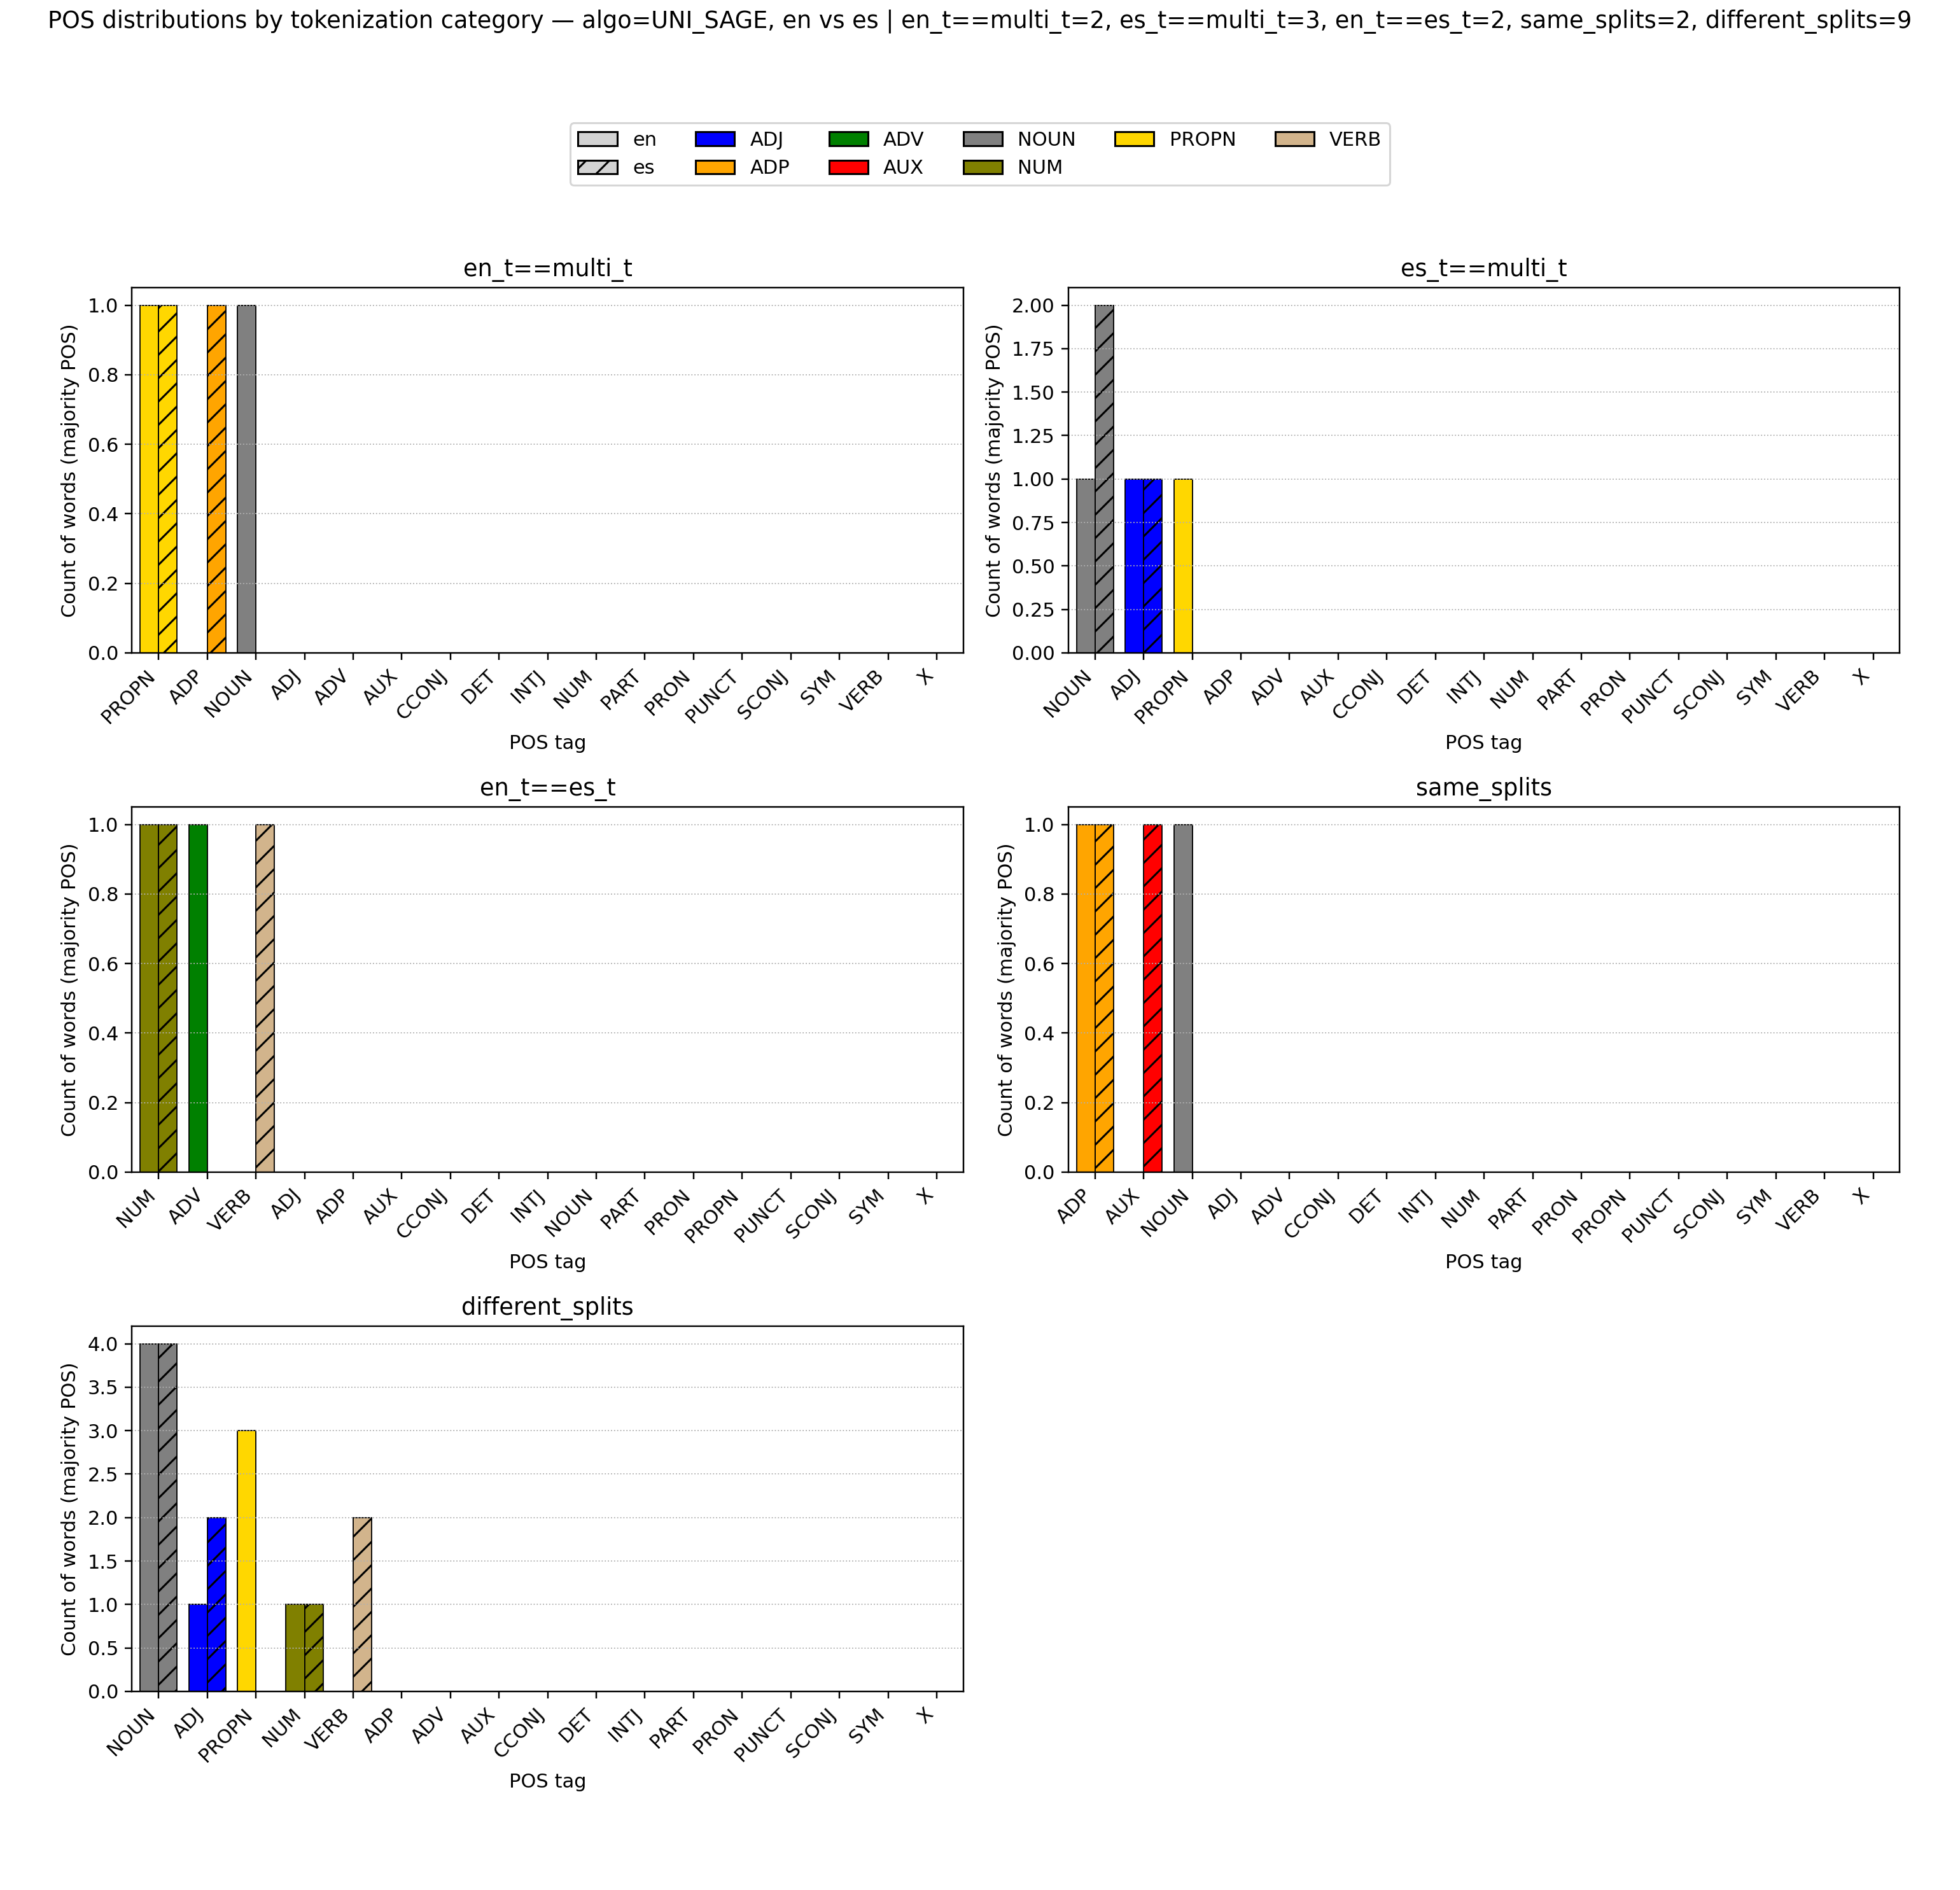 POS distributions by tokenization category — algo=UNI_SAGE, en vs es | en_t==multi_t=2, es_t==multi_t=3, en_t==es_t=2, same_splits=2, different_splits=9
en ADJ ADV NOUN PROPN VERB
es ADP AUX NUM
en_t==multi_t
Count of words (majority POS)
1.0
0.8
0.6
0.4
0.2
0.0
PROPN ADP NOUN ADJ ADV AUX CCONJ DET INTJ NUM PART PRON PUNCT SCONJ SYM VERB X
POS tag
es_t==multi_t
Count of words (majority POS)
2.00
1.75
1.50
1.25
1.00
0.75
0.50
0.25
0.00
NOUN ADJ PROPN ADP ADV AUX CCONJ DET INTJ NUM PART PRON PUNCT SCONJ SYM VERB X
POS tag
en_t==es_t
Count of words (majority POS)
1.0
0.8
0.6
0.4
0.2
0.0
NUM ADV VERB ADJ ADP AUX CCONJ DET INTJ NOUN PART PRON PROPN PUNCT SCONJ SYM X
POS tag
same_splits
Count of words (majority POS)
1.0
0.8
0.6
0.4
0.2
0.0
ADP AUX NOUN ADJ ADV CCONJ DET INTJ NUM PART PRON PROPN PUNCT SCONJ SYM VERB X
POS tag
different_splits
Count of words (majority POS)
4.0
3.5
3.0
2.5
2.0
1.5
1.0
0.5
0.0
NOUN ADJ PROPN NUM VERB ADP ADV AUX CCONJ DET INTJ PART PRON PUNCT SCONJ SYM X
POS tag